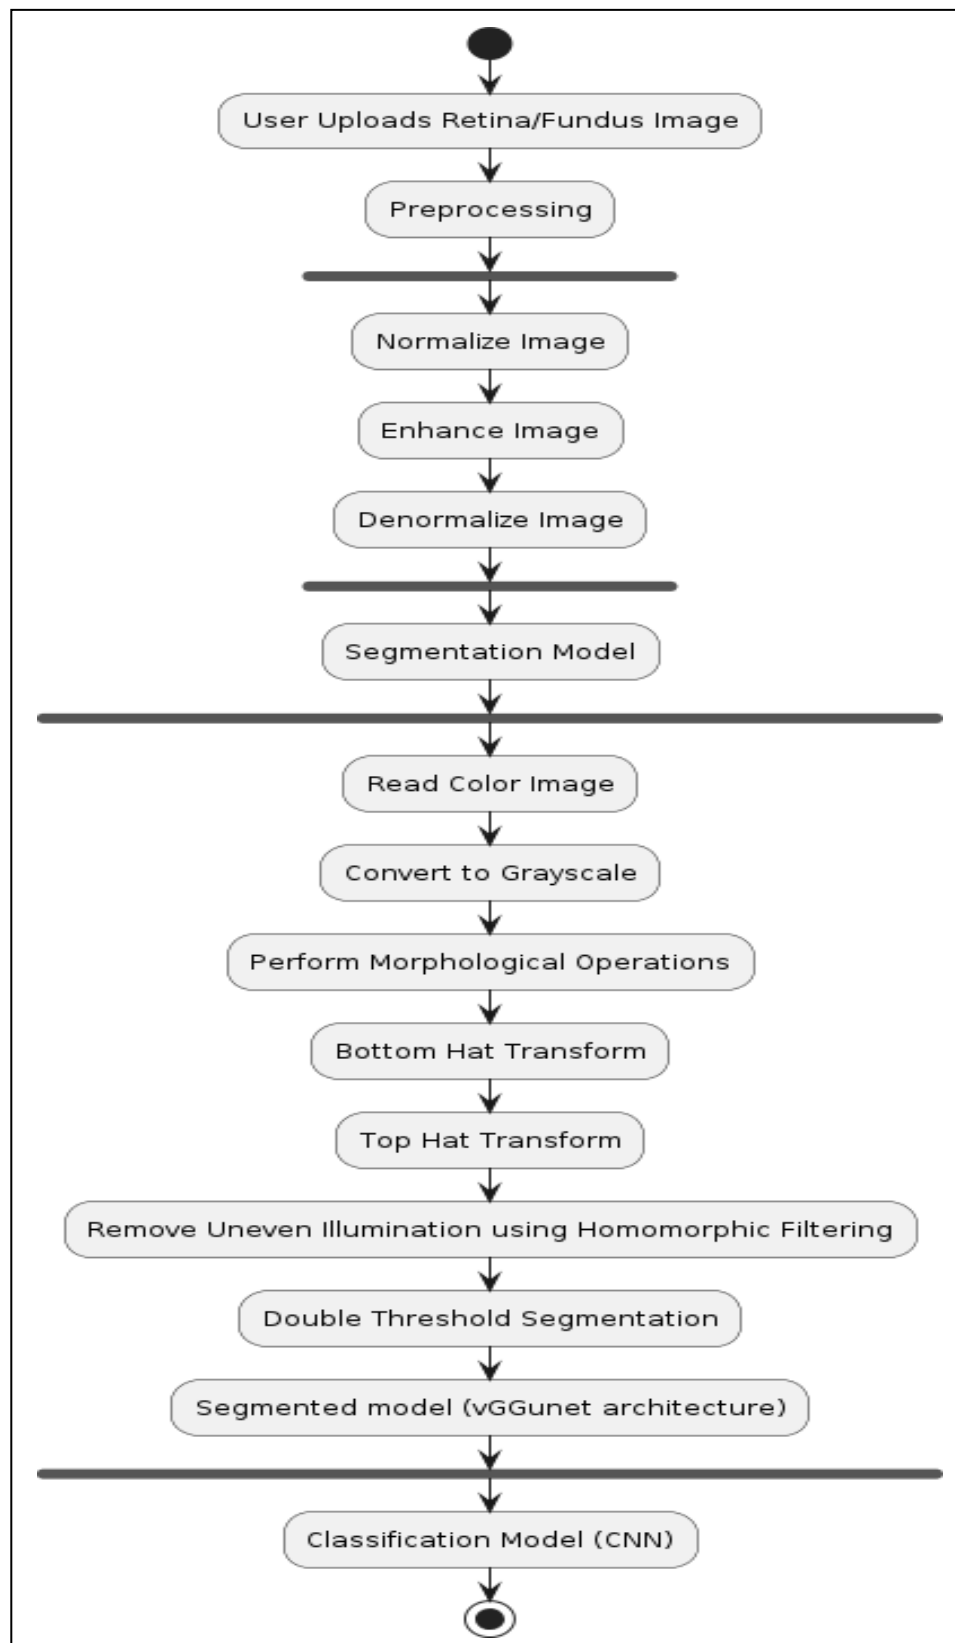 User Uploads Retina/Fundus Image
Preprocessing
Normalize Image
Enhance Image
Denormalize Image
Segmentation Model
Read Color Image
Convert to Grayscale
Perform Morphological Operations
Bottom Hat Transform
Top Hat Transform
Remove Uneven Illumination using Homomorphic Filtering
Double Threshold Segmentation
Segmented model (vGGunet architecture)
Classification Model (CNN)